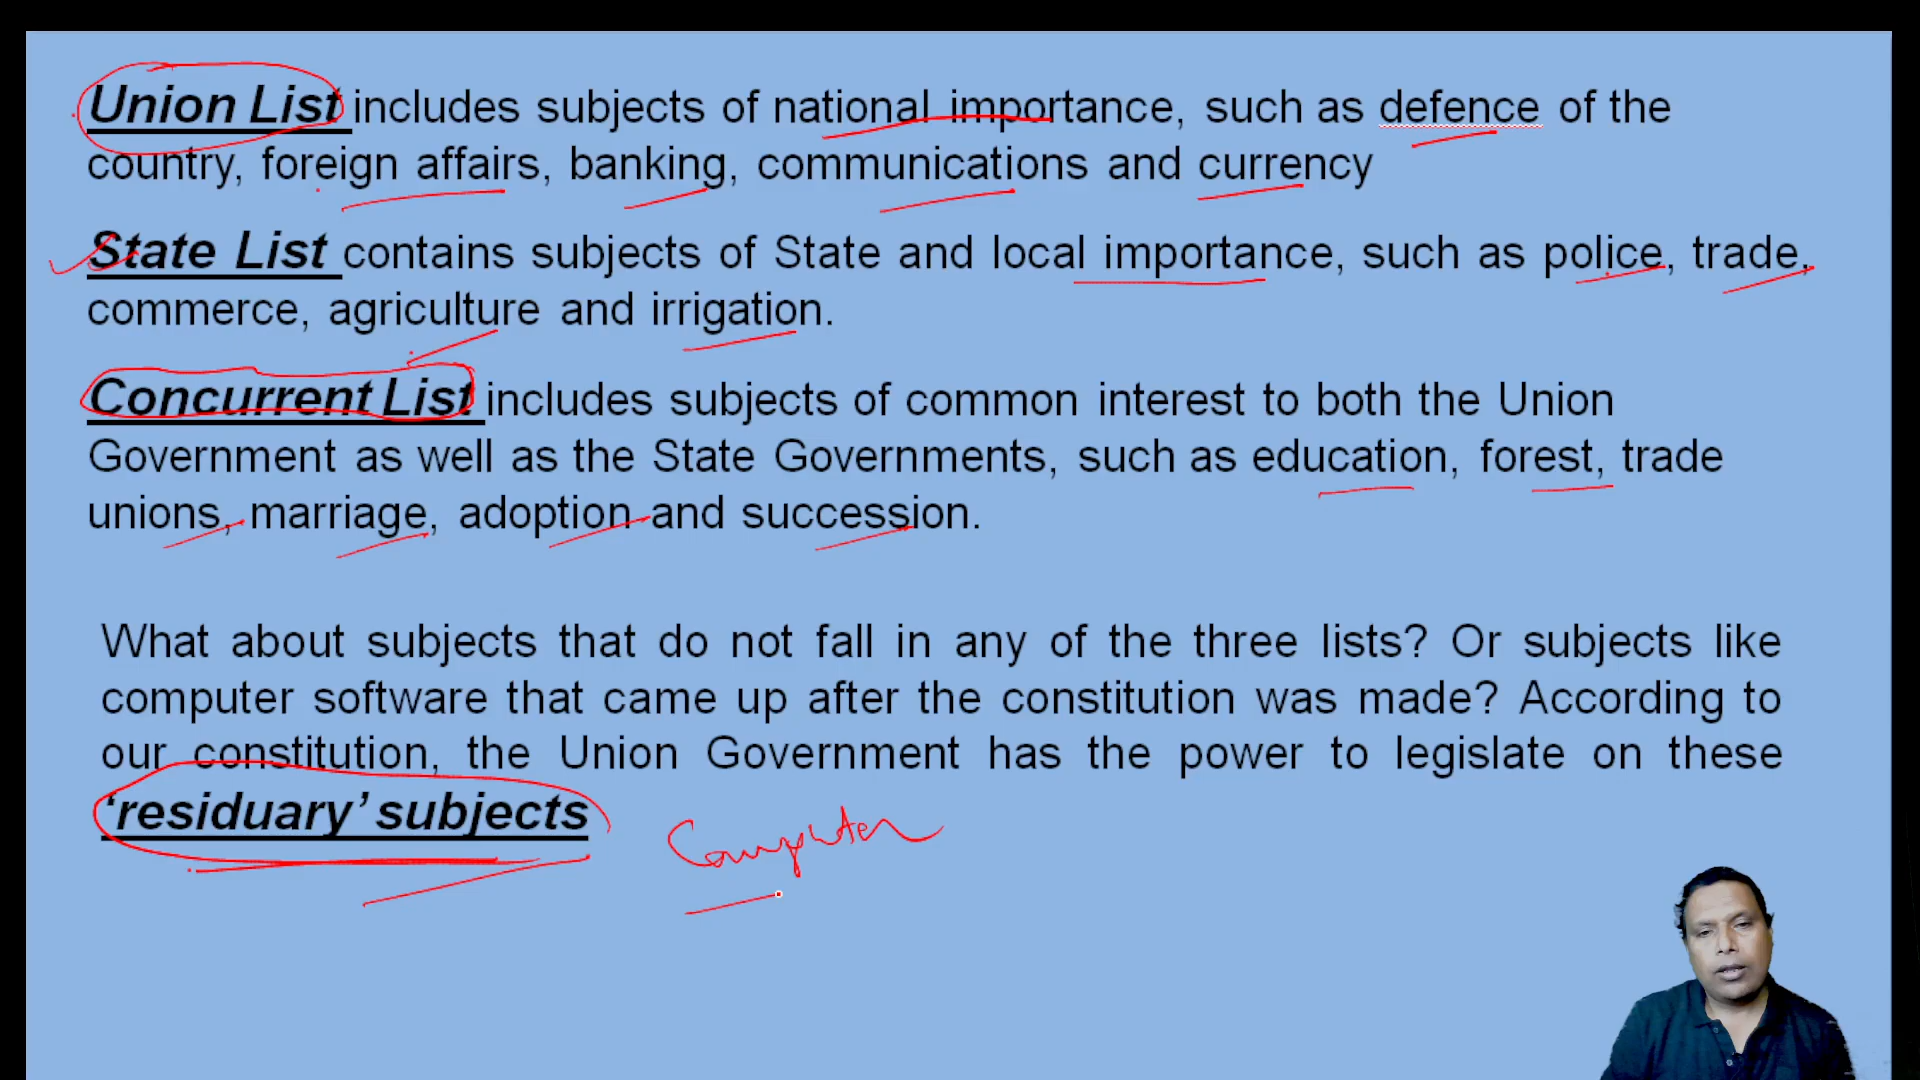 Union List includes subjects of national importance, such as defence of the
country, foreign affairs, banking, communications and currency
State List contains subjects of State and local importance, such as police, trade,
commerce, agriculture and irrigation.
Concurrent List includes subjects of common interest to both the Union
Government as well as the State Governments, such as education, forest, trade
unions, marriage, adoption and succession.
What about subjects that do not fall in any of the three lists? Or subjects like
computer software that came up after the constitution was made? According to
our constitution, the Union Government has the power to legislate on these
‘residuary’ subjects
Computer